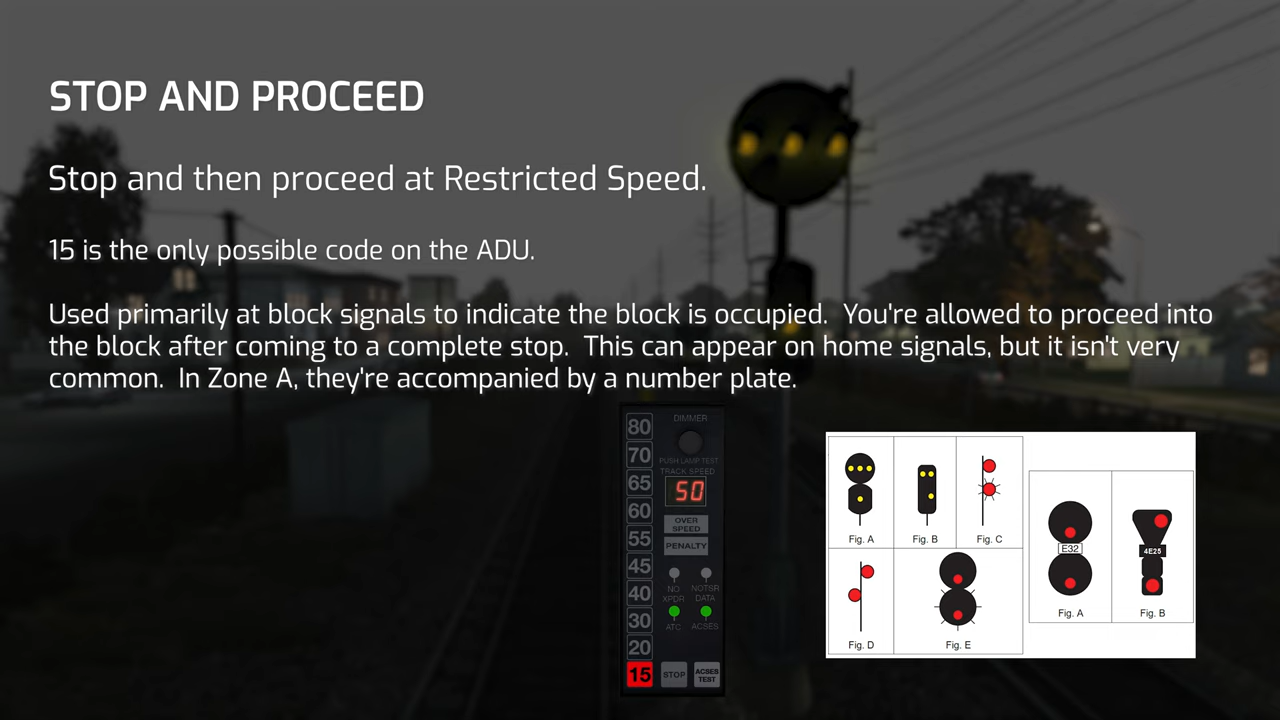 STOP AND PROCEED
Stop and then proceed at Restricted Speed.
15 is the only possible code on the ADU.
Used primarily at block signals to indicate the block is occupied.  You're allowed to proceed into
the block after coming to a complete stop.  This can appear on home signals, but it isn't very
common.  In Zone A, they're accompanied by a number plate.
80
70
65
60
55
45
40
30
20
15
DIMMER
PUSH LAMP TEST
TRACK SPEED
50
OVER
SPEED
PENALTY
NO
XPDR
NOTSR
DATA
ATC
ACSES
STOP
ACSES
TEST
Fig. A
Fig. B
Fig. C
Fig. D
Fig. E
E32
Fig. A
4E25
Fig. B